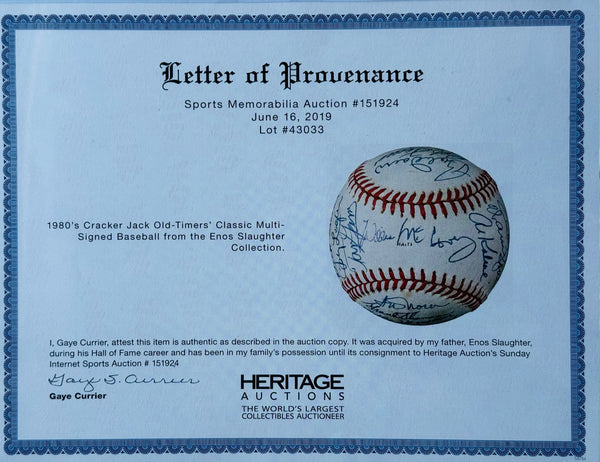 Letter of Provenance
Sports Memorabilia Auction #151924
June 16, 2019
Lot #43033
1980's Cracker Jack Old-Timers' Classic Multi-
Signed Baseball from the Enos Slaughter
Collection.
Willie McCovey
I, Gaye Currier, attest this item is authentic as described in the auction copy. It was acquired by my father, Enos Slaughter,
during his Hall of Fame career and has been in my family's possession until its consignment to Heritage Auction's Sunday
Internet Sports Auction # 151924
Gaye S. Currier
Gaye Currier
HERITAGE
AUCTIONS
THE WORLD'S LARGEST
COLLECTIBLES AUCTIONEER